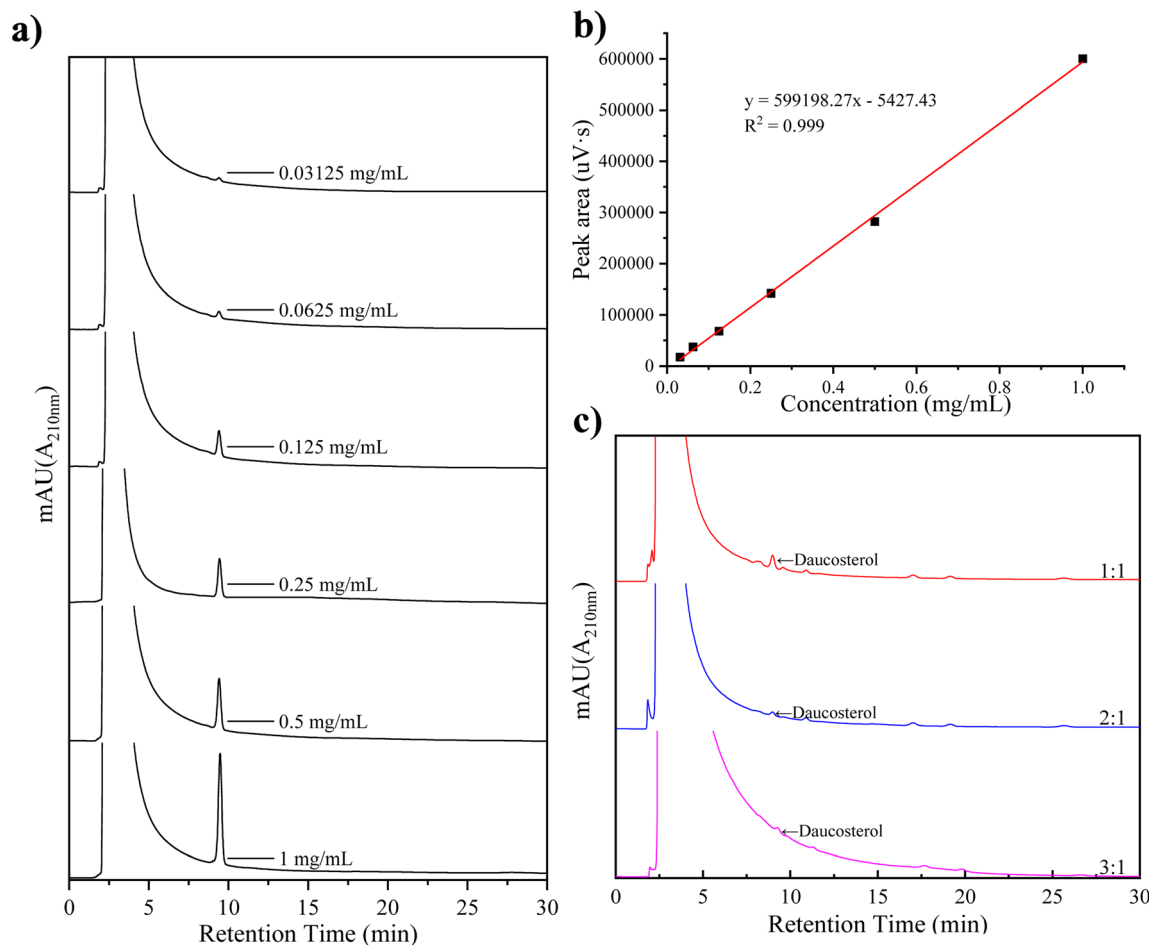 a)
0.03125 mg/mL
0.0625 mg/mL
0.125 mg/mL
0.25 mg/mL
0.5 mg/mL
1 mg/mL
mAU(A210nm)
0 5 10 15 20 25 30
Retention Time (min)
b)
600000
500000
400000
300000
200000
100000
0
Peak area (uV·s)
y = 599198.27x - 5427.43
R² = 0.999
0.0 0.2 0.4 0.6 0.8 1.0
Concentration (mg/mL)
c)
mAU(A210nm)
←Daucosterol
1:1
←Daucosterol
2:1
←Daucosterol
3:1
0 5 10 15 20 25 30
Retention Time (min)